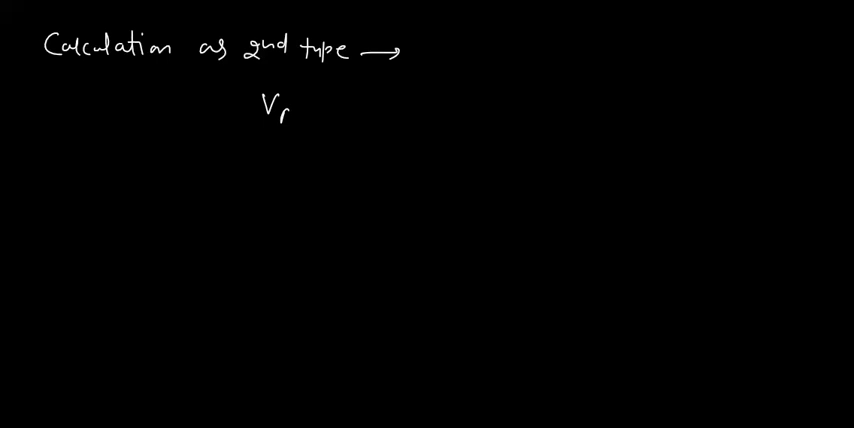 Calculation as 2nd type →
Vr